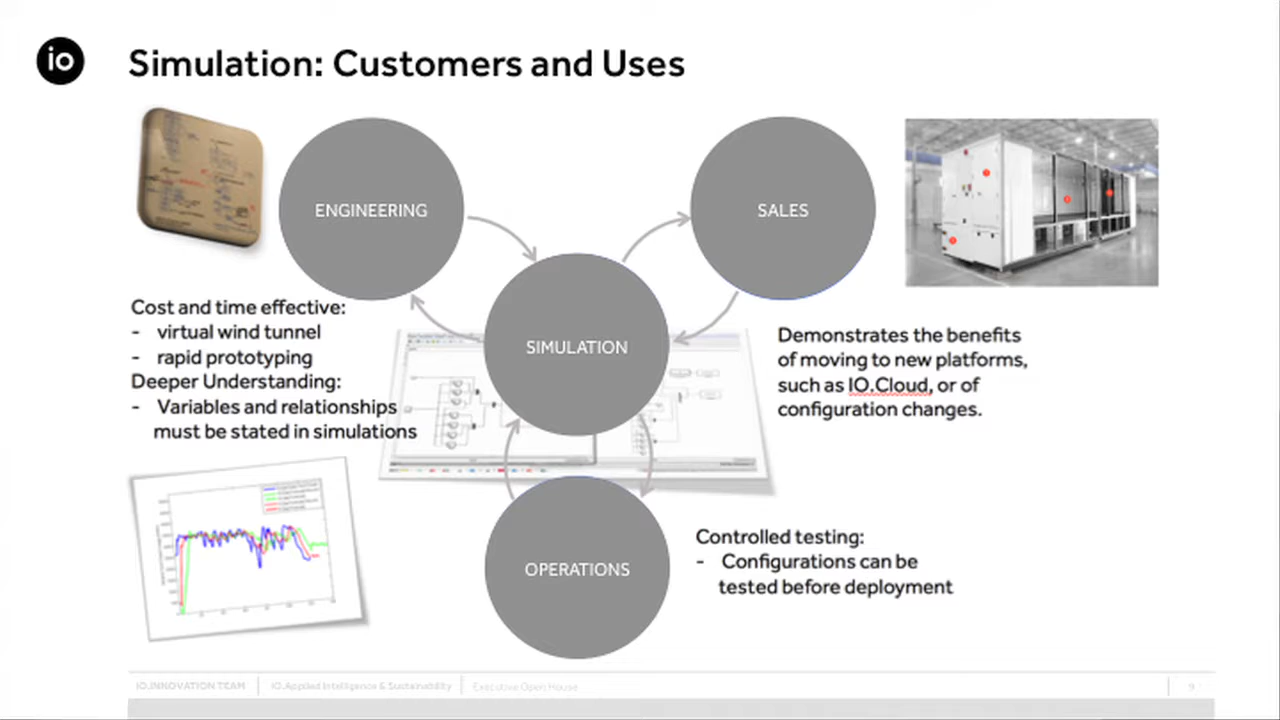 io
Simulation: Customers and Uses
ENGINEERING
SALES
SIMULATION
OPERATIONS
Cost and time effective:
- virtual wind tunnel
- rapid prototyping
Deeper Understanding:
- Variables and relationships
must be stated in simulations
Demonstrates the benefits
of moving to new platforms,
such as IO.Cloud, or of
configuration changes.
Controlled testing:
- Configurations can be
tested before deployment
IO.INNOVATION TEAM
IO.Applied Intelligence & Sustainability
Executive Open House
9